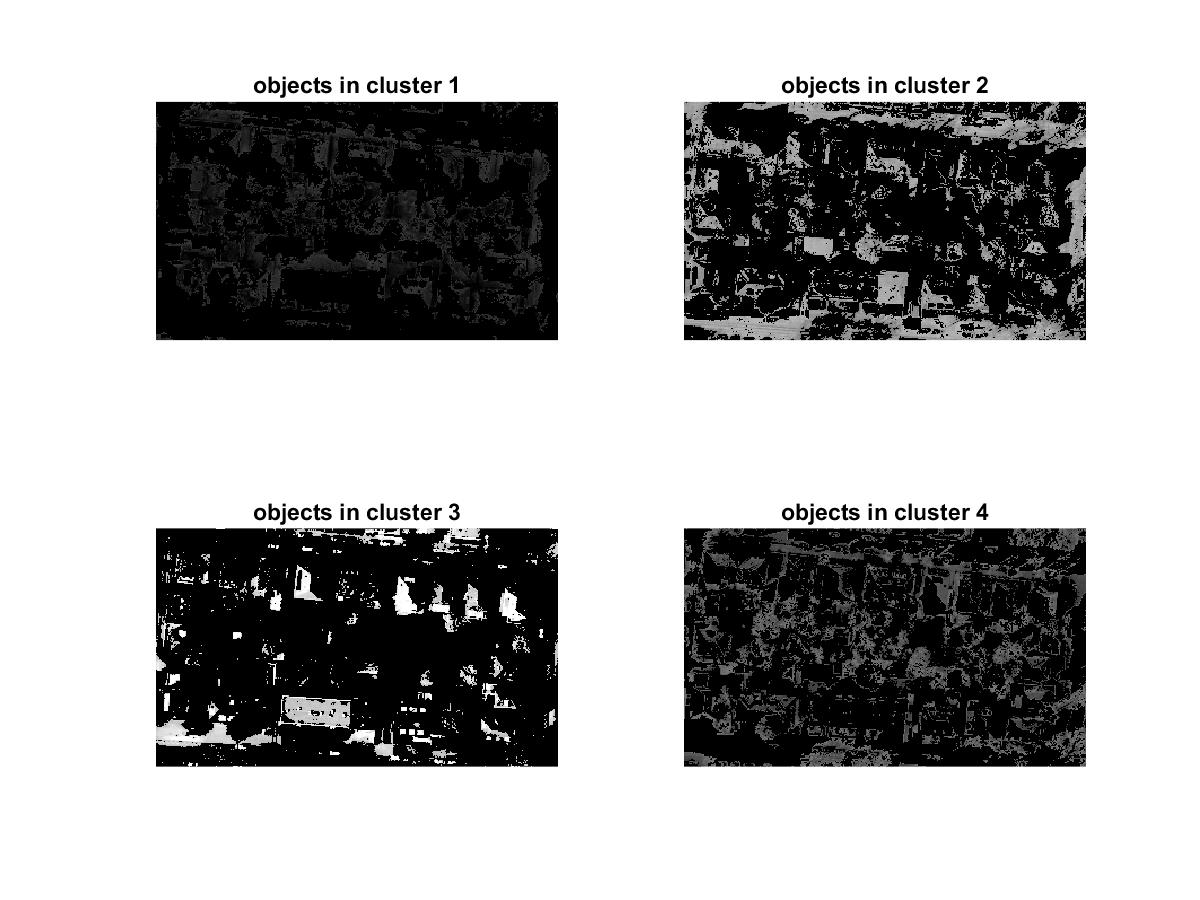 objects in cluster 1
objects in cluster 2
objects in cluster 3
objects in cluster 4